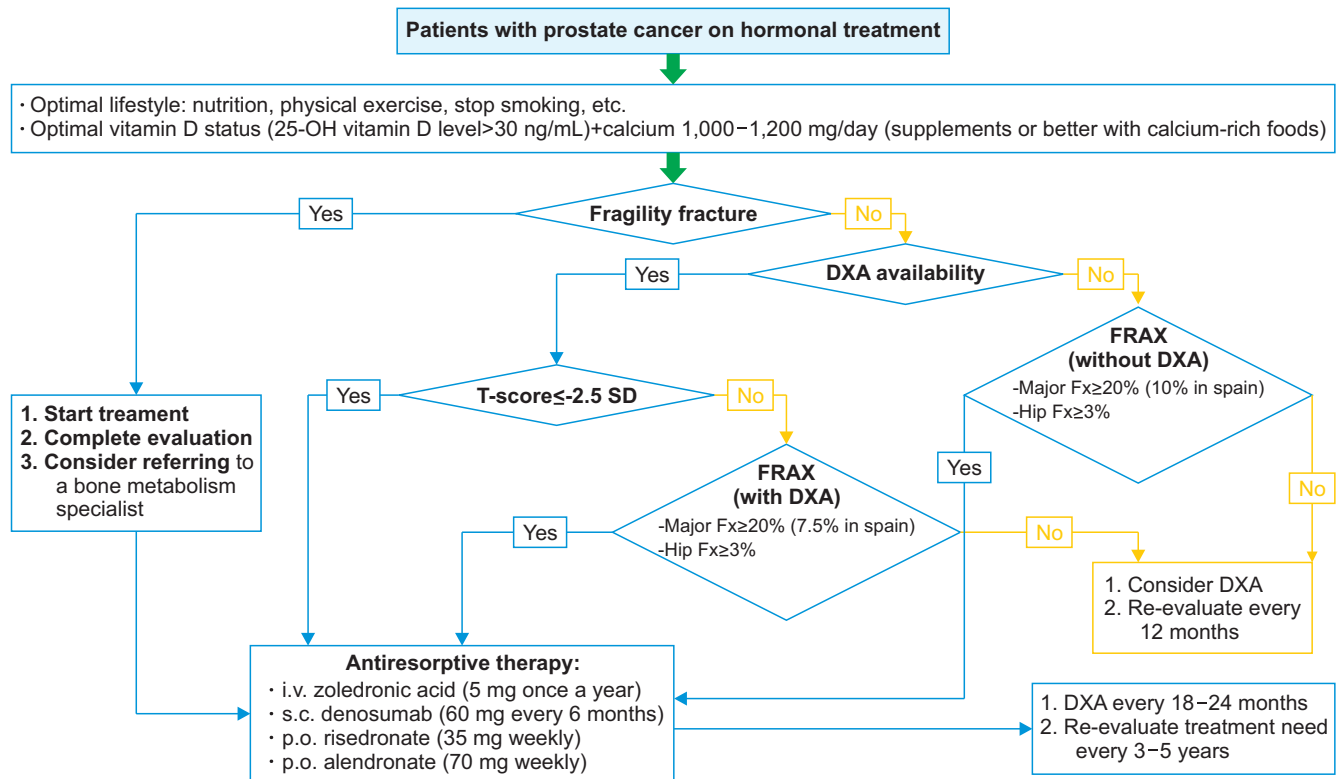 Patients with prostate cancer on hormonal treatment
· Optimal lifestyle: nutrition, physical exercise, stop smoking, etc.
· Optimal vitamin D status (25-OH vitamin D level>30 ng/mL)+calcium 1,000−1,200 mg/day (supplements or better with calcium-rich foods)
Yes
Fragility fracture
No
Yes
DXA availability
No
FRAX
(without DXA)
-Major Fx≥20% (10% in spain)
-Hip Fx≥3%
Yes
T-score≤-2.5 SD
No
1. Start treament
2. Complete evaluation
3. Consider referring to
a bone metabolism
specialist
Yes
No
FRAX
(with DXA)
-Major Fx≥20% (7.5% in spain)
-Hip Fx≥3%
Yes
No
1. Consider DXA
2. Re-evaluate every
12 months
Antiresorptive therapy:
· i.v. zoledronic acid (5 mg once a year)
· s.c. denosumab (60 mg every 6 months)
· p.o. risedronate (35 mg weekly)
· p.o. alendronate (70 mg weekly)
1. DXA every 18−24 months
2. Re-evaluate treatment need
every 3−5 years